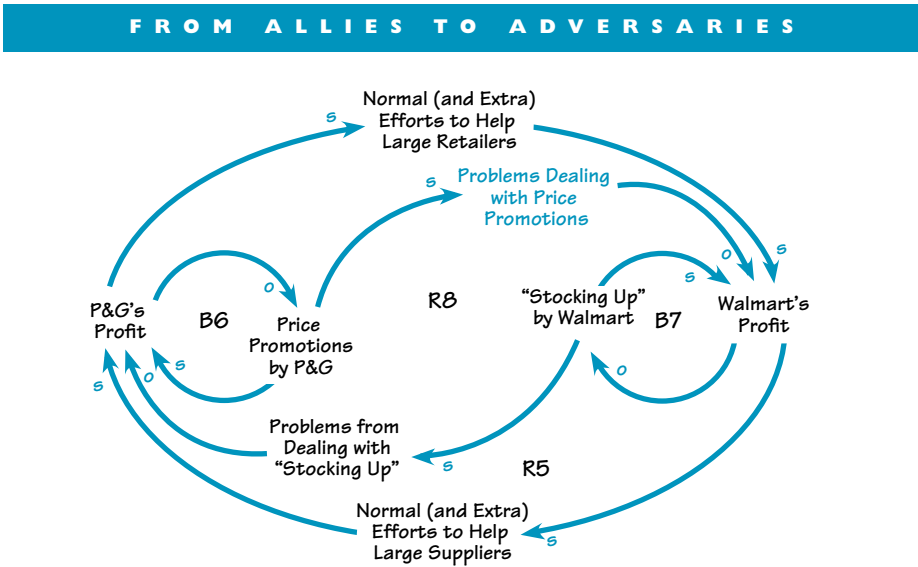 FROM ALLIES TO ADVERSARIES
Normal (and Extra)
Efforts to Help
Large Retailers
s
Problems Dealing
with Price
Promotions
s
o
s
o
s
"Stocking Up"
by Walmart
Walmart's
Profit
P&G's
Profit
B6
R8
B7
Price
Promotions
by P&G
s
o
s
o
Problems from
Dealing with
"Stocking Up"
s
R5
Normal (and Extra)
Efforts to Help
Large Suppliers
s